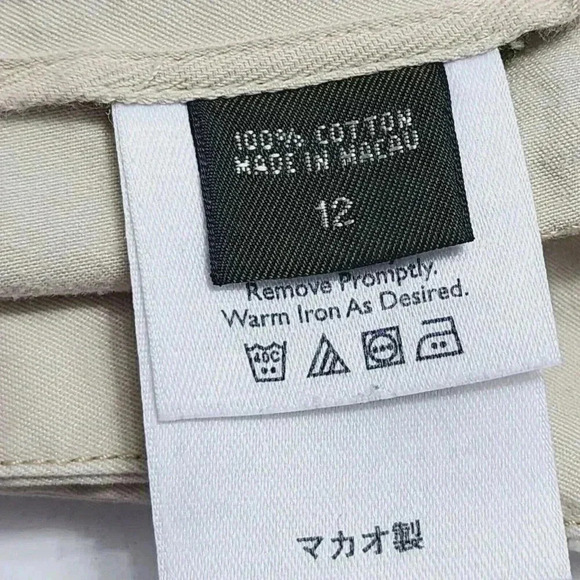 100% COTTON
MADE IN MACAU
12
Remove Promptly.
Warm Iron As Desired.
40C
マカオ製